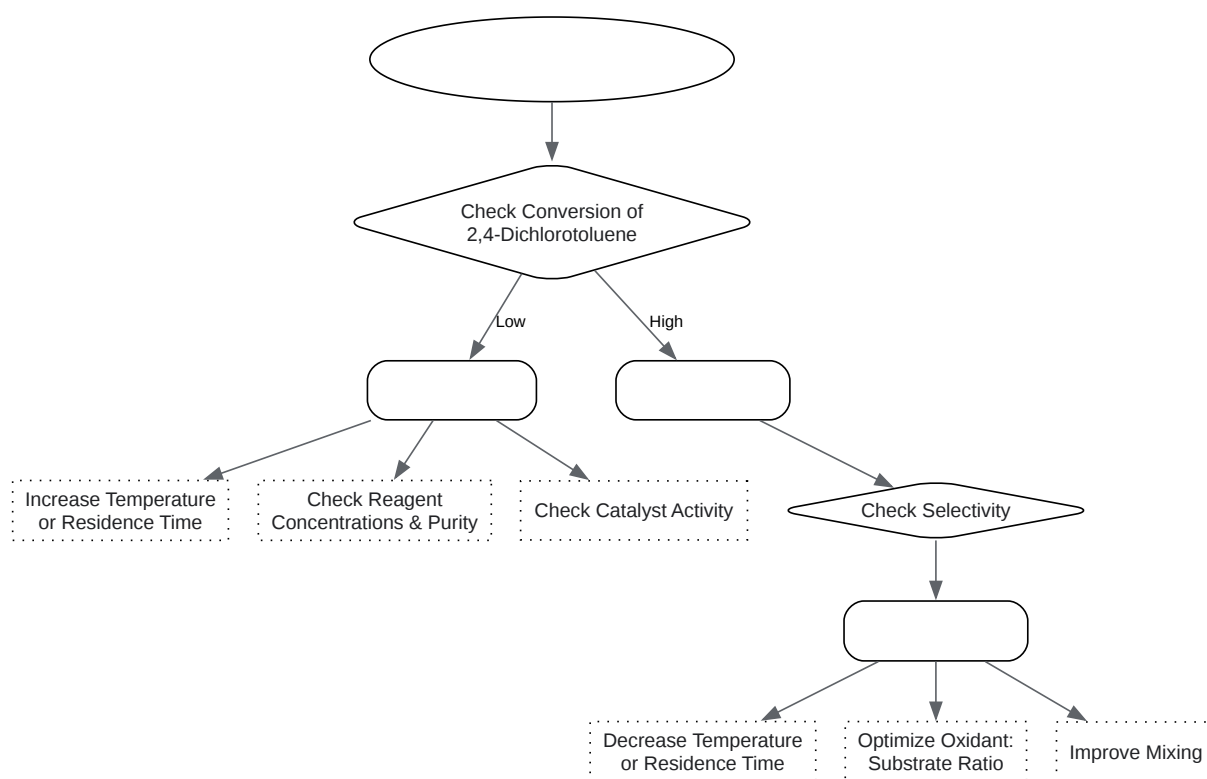 Check Conversion of
2,4-Dichlorotoluene
Low
High
Increase Temperature
or Residence Time
Check Reagent
Concentrations & Purity
Check Catalyst Activity
Check Selectivity
Decrease Temperature
or Residence Time
Optimize Oxidant:
Substrate Ratio
Improve Mixing